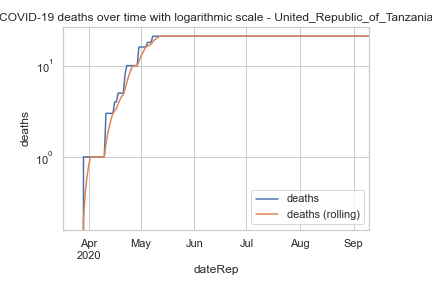 COVID-19 deaths over time with logarithmic scale - United_Republic_of_Tanzania
deaths
10¹
10⁰
deaths
deaths (rolling)
Apr
2020
May
Jun
Jul
Aug
Sep
dateRep